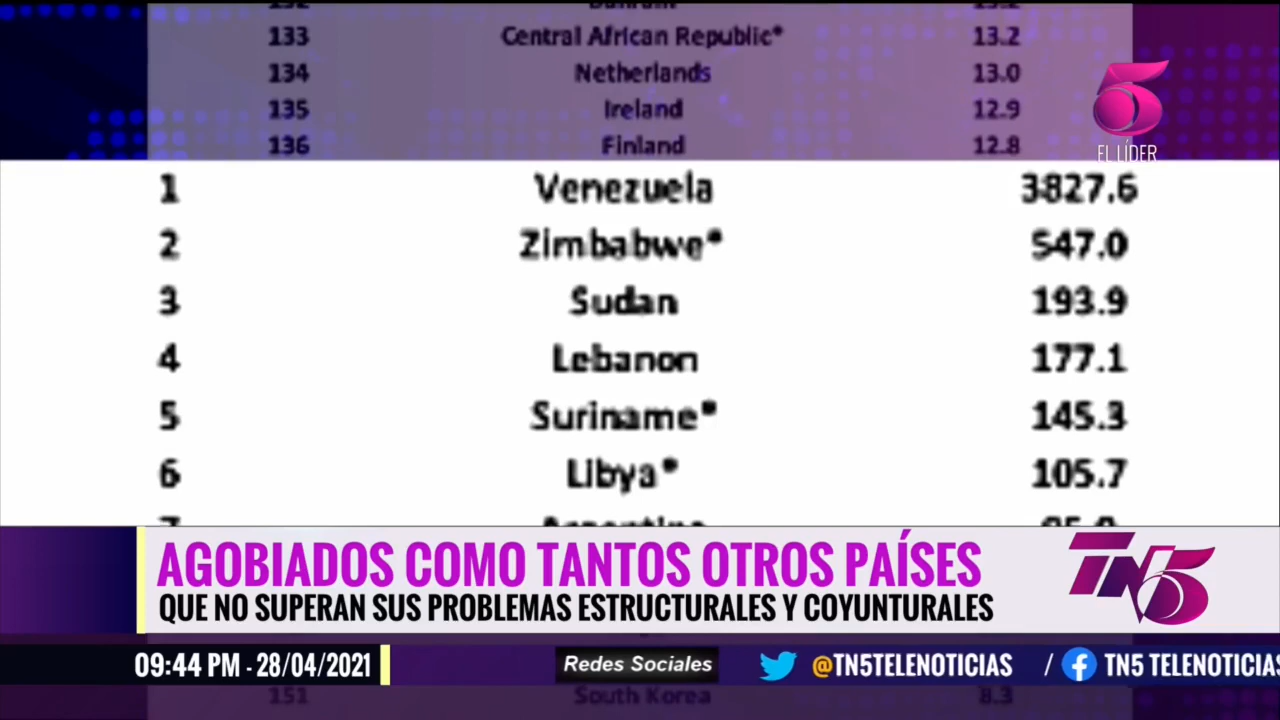 133 Central African Republic* 13.2
134 Netherlands 13.0
135 Ireland 12.9
136 Finland 12.8
5
EL LÍDER
1 Venezuela 3827.6
2 Zimbabwe* 547.0
3 Sudan 193.9
4 Lebanon 177.1
5 Suriname* 145.3
6 Libya* 105.7
AGOBIADOS COMO TANTOS OTROS PAÍSES
QUE NO SUPERAN SUS PROBLEMAS ESTRUCTURALES Y COYUNTURALES
TN5
09:44 PM - 28/04/2021 Redes Sociales @TN5TELENOTICIAS / TN5 TELENOTICIAS
151 South Korea 8.3